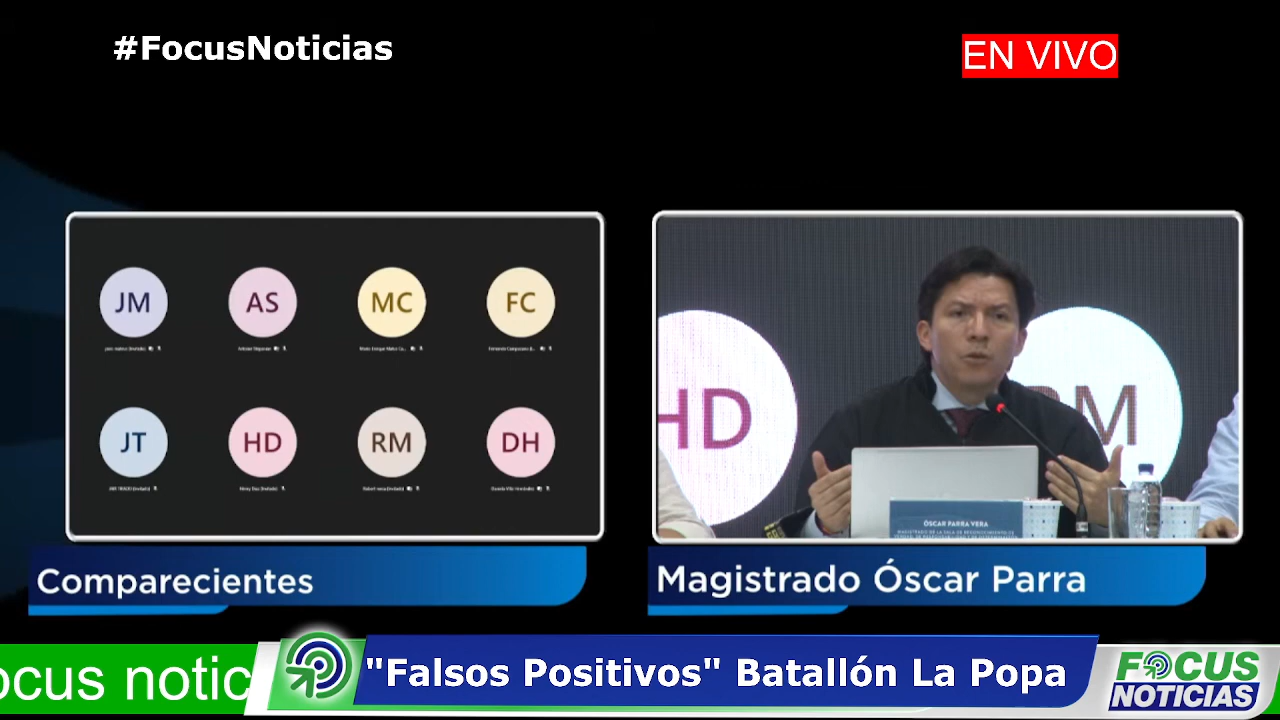 #FocusNoticias
EN VIVO
JM
AS
MC
FC
JT
HD
RM
DH
HD
RM
ÓSCAR PARRA VERA
Comparecientes
Magistrado Óscar Parra
ocus notic
"Falsos Positivos" Batallón La Popa
FOCUS
NOTICIAS